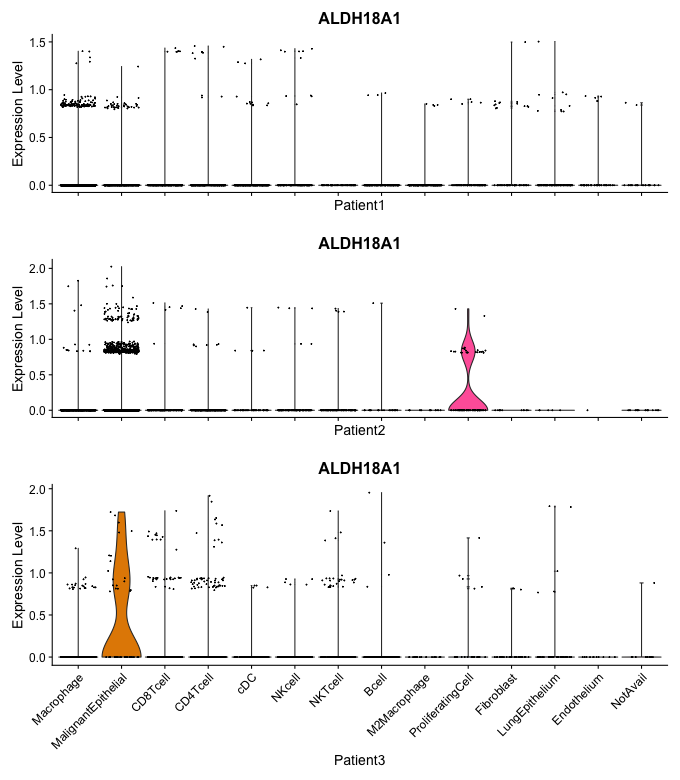 ALDH18A1
Expression Level
1.5
1.0
0.5
0.0
Patient1
ALDH18A1
Expression Level
2.0
1.5
1.0
0.5
0.0
Patient2
ALDH18A1
Expression Level
2.0
1.5
1.0
0.5
0.0
Macrophage
MalignantEpithelial
CD8Tcell
CD4Tcell
cDC
NKcell
NKTcell
Bcell
M2Macrophage
ProliferatingCell
Fibroblast
LungEpithelium
Endothelium
NotAvail
Patient3